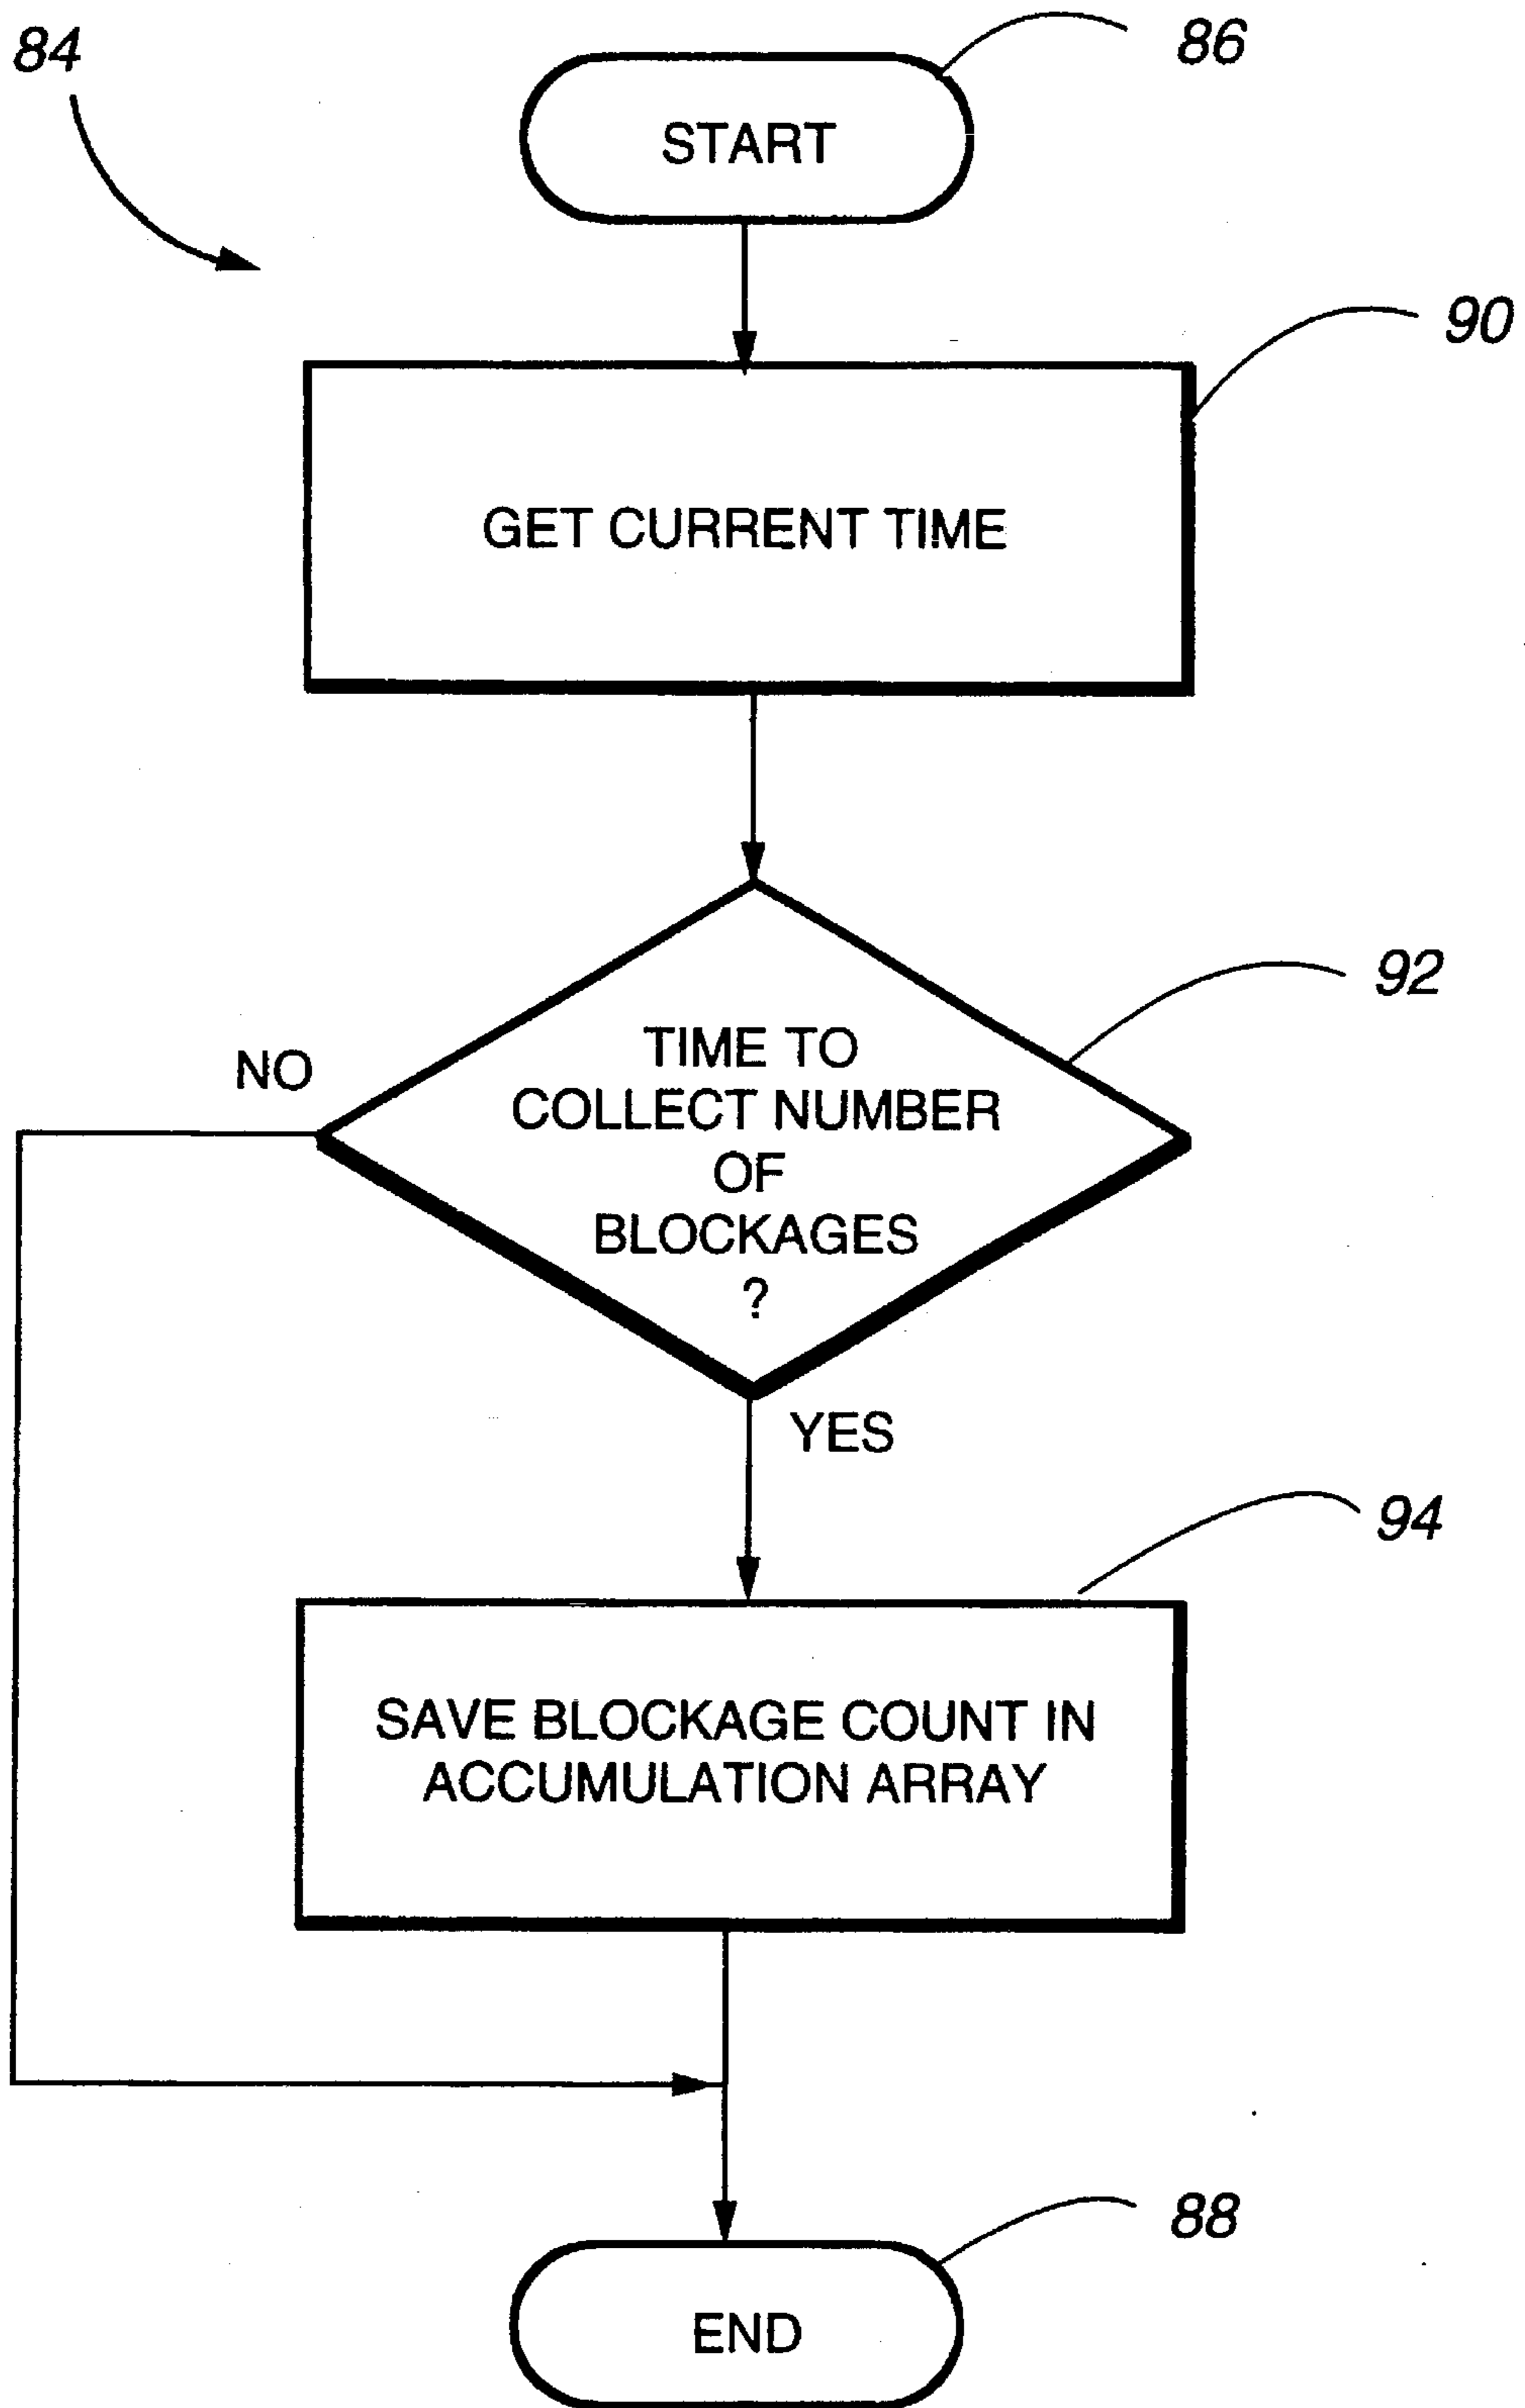 84
86
START
90
GET CURRENT TIME
92
NO
TIME TO
COLLECT NUMBER
OF
BLOCKAGES
?
YES
94
SAVE BLOCKAGE COUNT IN
ACCUMULATION ARRAY
88
END